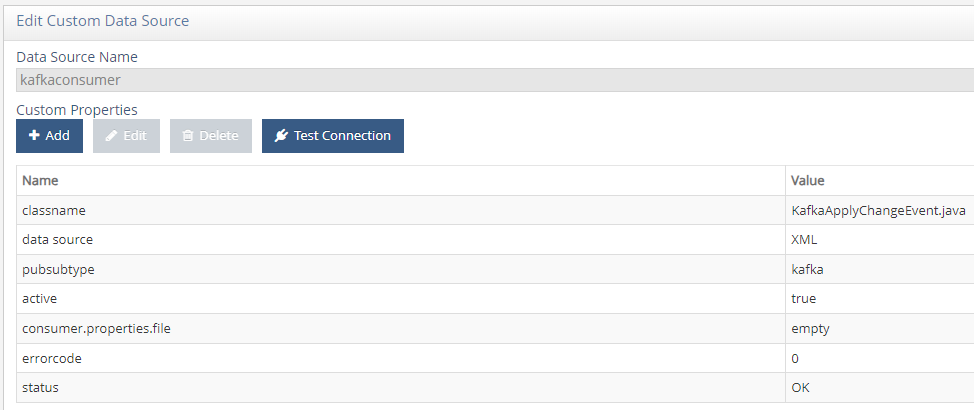 Edit Custom Data Source
Data Source Name
kafkaconsumer
Custom Properties
Add Edit Delete Test Connection
Name Value
classname KafkaApplyChangeEvent.java
data source XML
pubsubtype kafka
active true
consumer.properties.file empty
errorcode 0
status OK